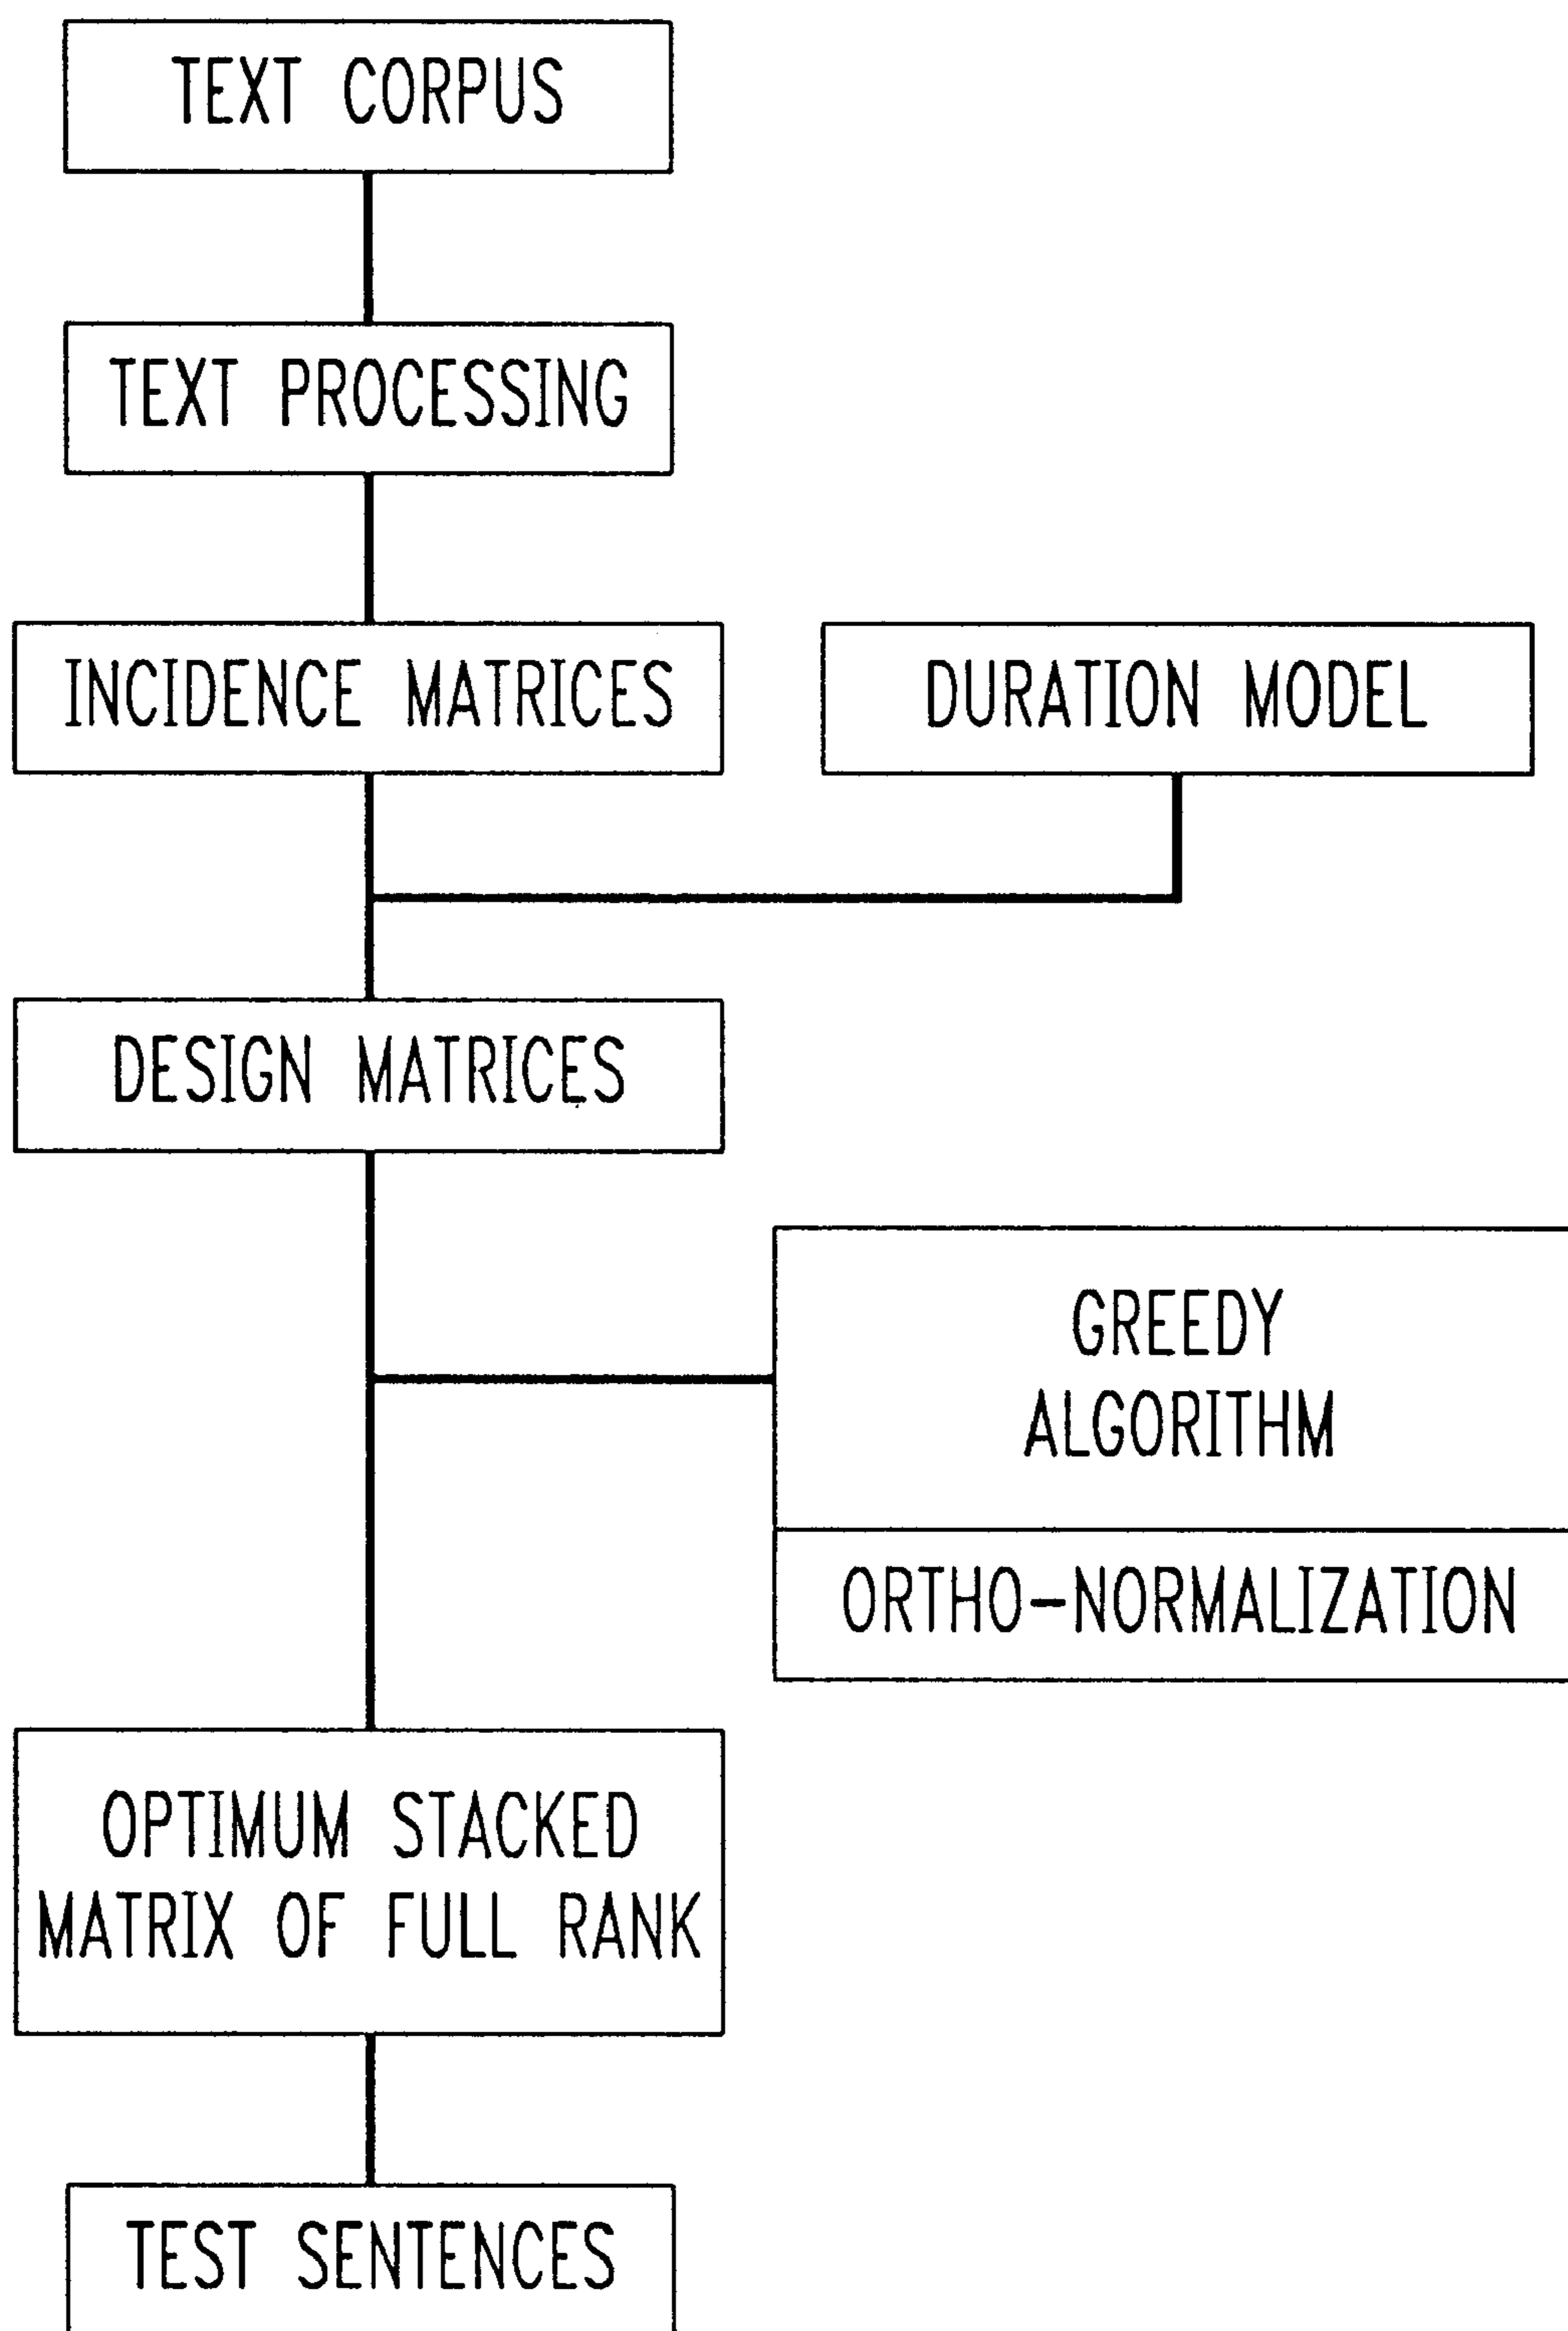 TEXT CORPUS
TEXT PROCESSING
INCIDENCE MATRICES
DURATION MODEL
DESIGN MATRICES
GREEDY
ALGORITHM
ORTHO-NORMALIZATION
OPTIMUM STACKED
MATRIX OF FULL RANK
TEST SENTENCES